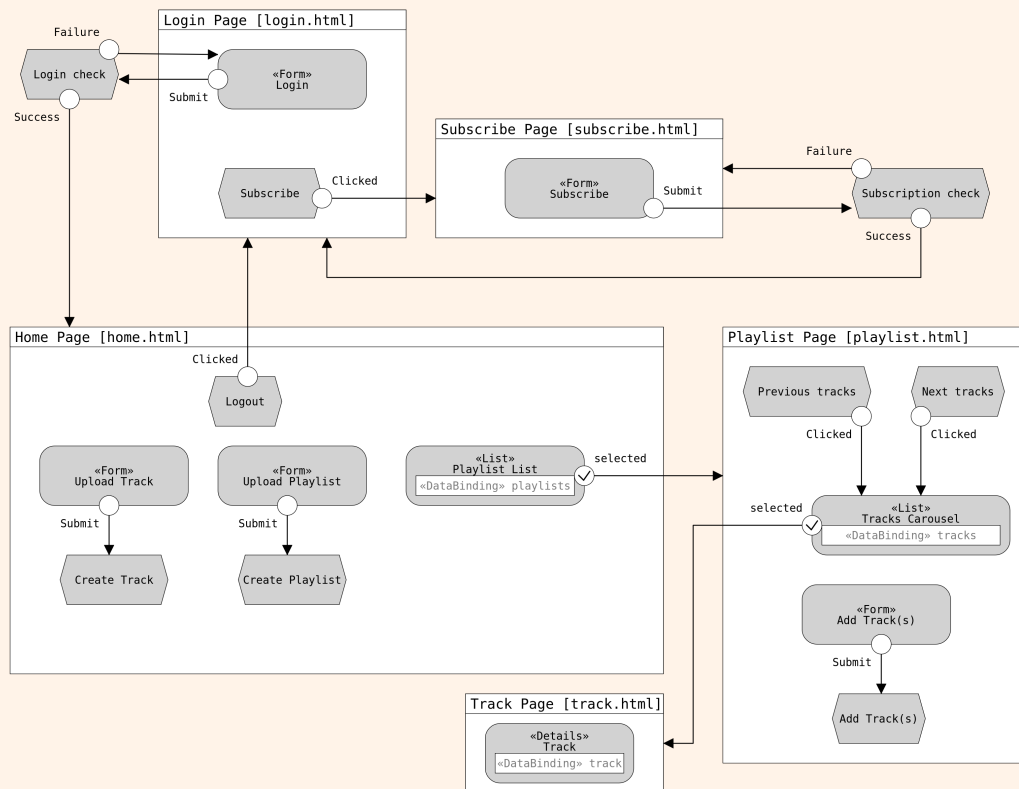 Login Page [login.html]
Failure
Login check
Success
«Form»
Login
Submit
Subscribe
Clicked
Subscribe Page [subscribe.html]
«Form»
Subscribe
Submit
Failure
Subscription check
Success
Home Page [home.html]
Clicked
Logout
«Form»
Upload Track
Submit
Create Track
«Form»
Upload Playlist
Submit
Create Playlist
«List»
Playlist List
«DataBinding» playlists
selected
Playlist Page [playlist.html]
Previous tracks
Clicked
Next tracks
Clicked
selected
«List»
Tracks Carousel
«DataBinding» tracks
«Form»
Add Track(s)
Submit
Add Track(s)
Track Page [track.html]
«Details»
Track
«DataBinding» track